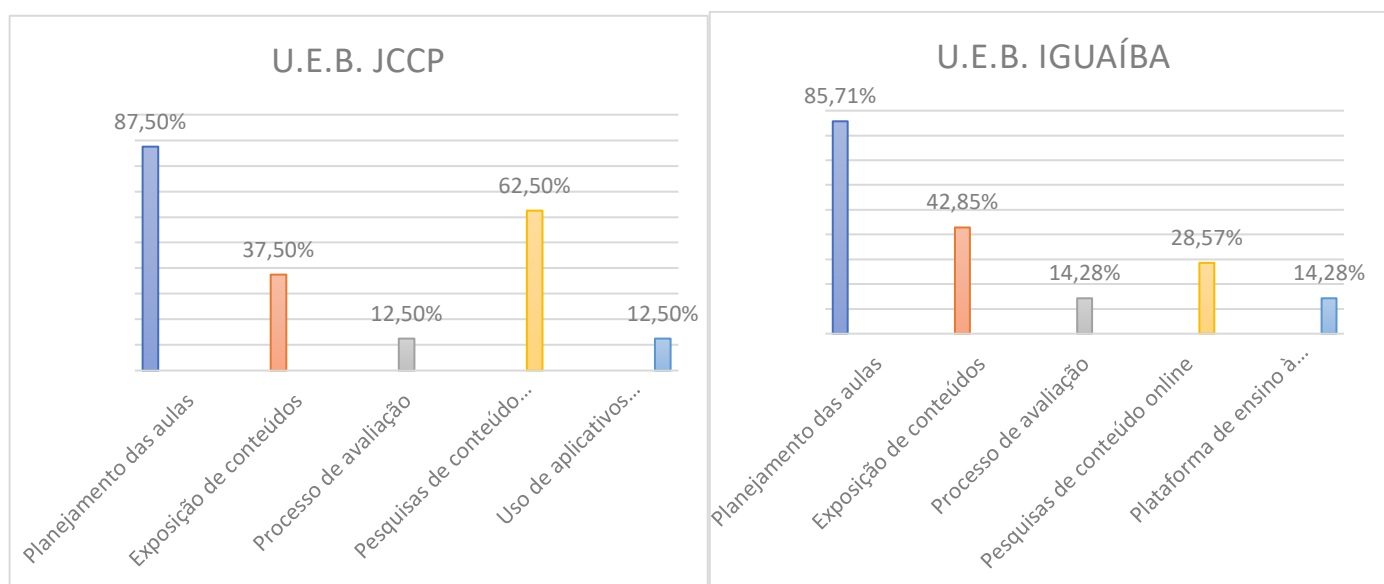 U.E.B. JCCP
87,50%
37,50%
12,50%
62,50%
12,50%
Planejamento das aulas
Exposição de conteúdos
Processo de avaliação
Pesquisas de conteúdo...
Uso de aplicativos...
U.E.B. IGUAÍBA
85,71%
42,85%
14,28%
28,57%
14,28%
Planejamento das aulas
Exposição de conteúdos
Processo de avaliação
Pesquisas de conteúdo online
Plataforma de ensino à...